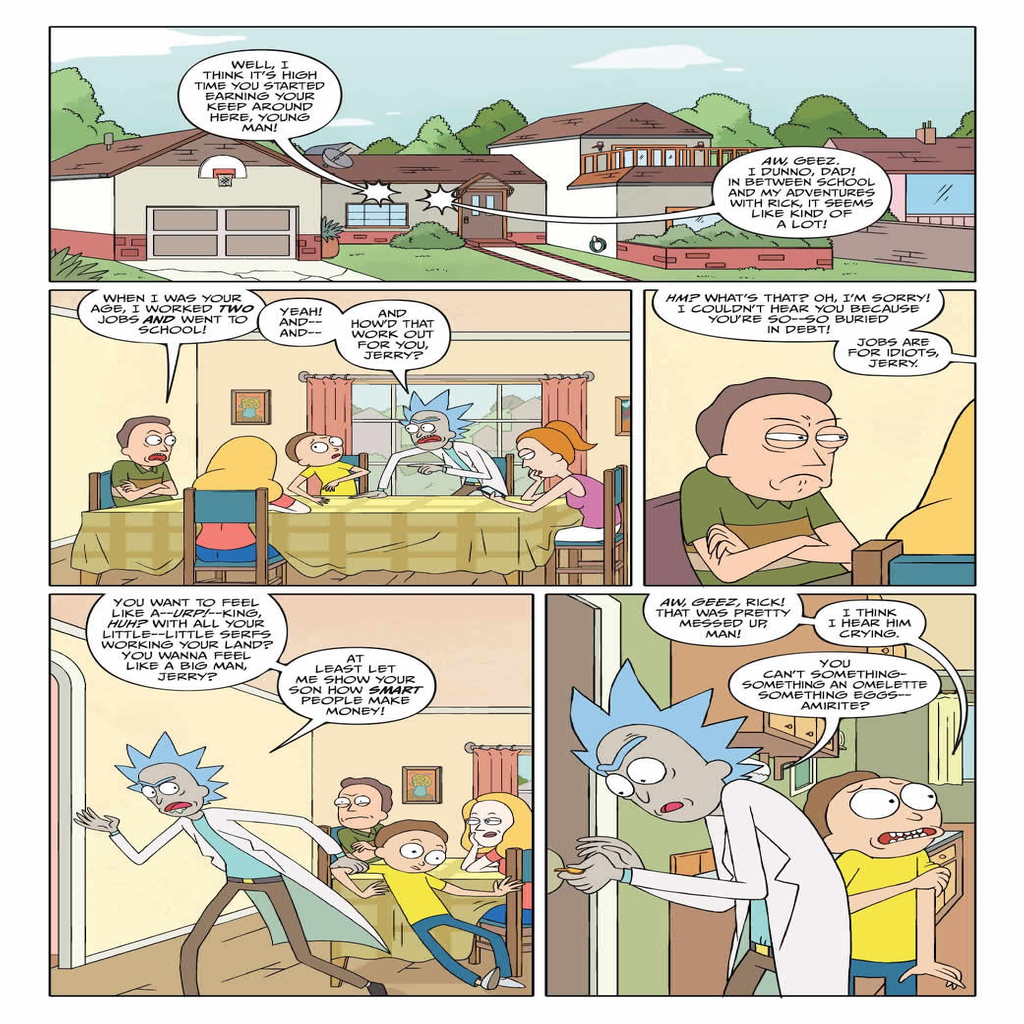 WELL, I
THINK IT'S HIGH
TIME YOU STARTED
EARNING YOUR
KEEP AROUND
HERE, YOUNG
MAN!
AW, GEEZ.
I DUNNO, DAD!
IN BETWEEN SCHOOL
AND MY ADVENTURES
WITH RICK, IT SEEMS
LIKE KIND OF
A LOT!
WHEN I WAS YOUR
AGE, I WORKED TWO
JOBS AND WENT TO
SCHOOL!
YEAH!
AND--
AND--
AND
HOW'D THAT
WORK OUT
FOR YOU,
JERRY?
HM? WHAT'S THAT? OH, I'M SORRY!
I COULDN'T HEAR YOU BECAUSE
YOU'RE SO--SO BURIED
IN DEBT!
JOBS ARE
FOR IDIOTS,
JERRY.
YOU WANT TO FEEL
LIKE A--URP!--KING,
HUH? WITH ALL YOUR
LITTLE--LITTLE SERFS
WORKING YOUR LAND?
YOU WANNA FEEL
LIKE A BIG MAN,
JERRY?
AT
LEAST LET
ME SHOW YOUR
SON HOW SMART
PEOPLE MAKE
MONEY!
AW, GEEZ, RICK!
THAT WAS PRETTY
MESSED UP,
MAN!
I THINK
I HEAR HIM
CRYING.
YOU
CAN'T SOMETHING-
SOMETHING AN OMELETTE
SOMETHING EGGS--
AMIRITE?